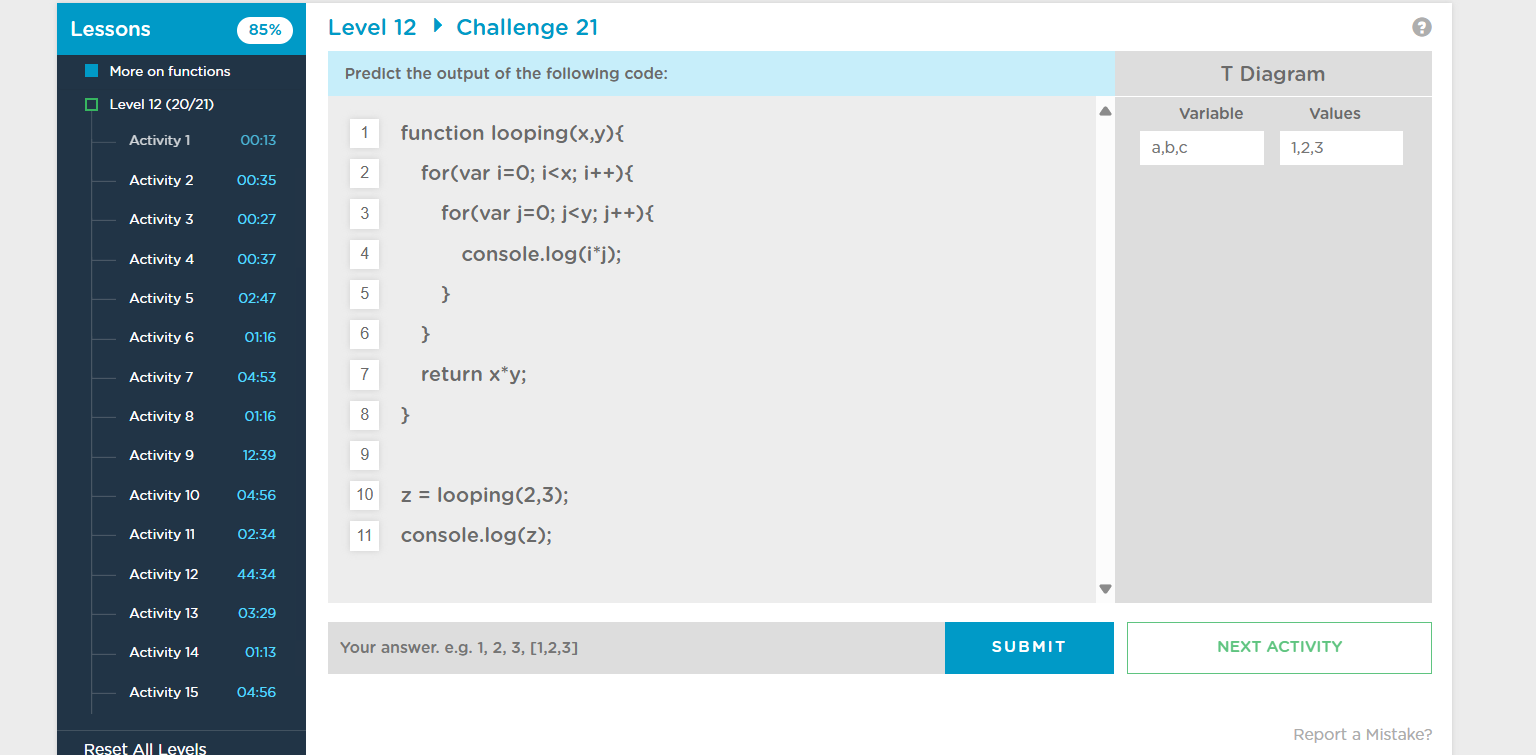 Lessons 85%
More on functions
Level 12 (20/21)
Activity 1 00:13
Activity 2 00:35
Activity 3 00:27
Activity 4 00:37
Activity 5 02:47
Activity 6 01:16
Activity 7 04:53
Activity 8 01:16
Activity 9 12:39
Activity 10 04:56
Activity 11 02:34
Activity 12 44:34
Activity 13 03:29
Activity 14 01:13
Activity 15 04:56
Reset All Levels
Level 12 Challenge 21 ?
Predict the output of the following code:
1 function looping(x,y){
2 for(var i=0; i<x; i++){
3 for(var j=0; j<y; j++){
4 console.log(i*j);
5 }
6 }
7 return x*y;
8 }
9
10 z = looping(2,3);
11 console.log(z);
T Diagram
Variable Values
a,b,c 1,2,3
Your answer. e.g. 1, 2, 3, [1,2,3] SUBMIT NEXT ACTIVITY
Report a Mistake?